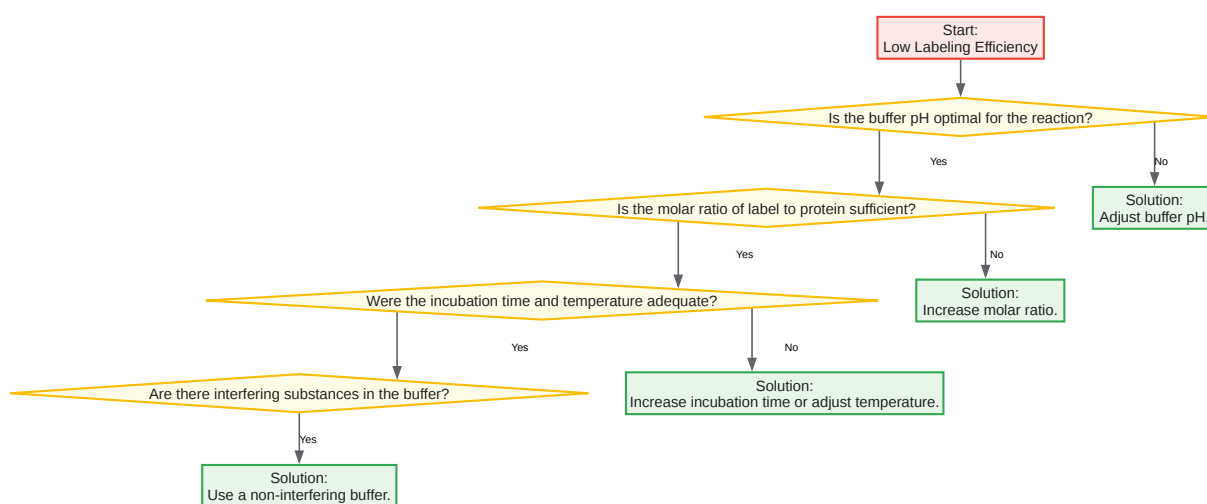 Start:
Low Labeling Efficiency
Is the buffer pH optimal for the reaction?
Yes
No
Solution:
Adjust buffer pH.
Is the molar ratio of label to protein sufficient?
Yes
No
Solution:
Increase molar ratio.
Were the incubation time and temperature adequate?
Yes
No
Solution:
Increase incubation time or adjust temperature.
Are there interfering substances in the buffer?
Yes
Solution:
Use a non-interfering buffer.